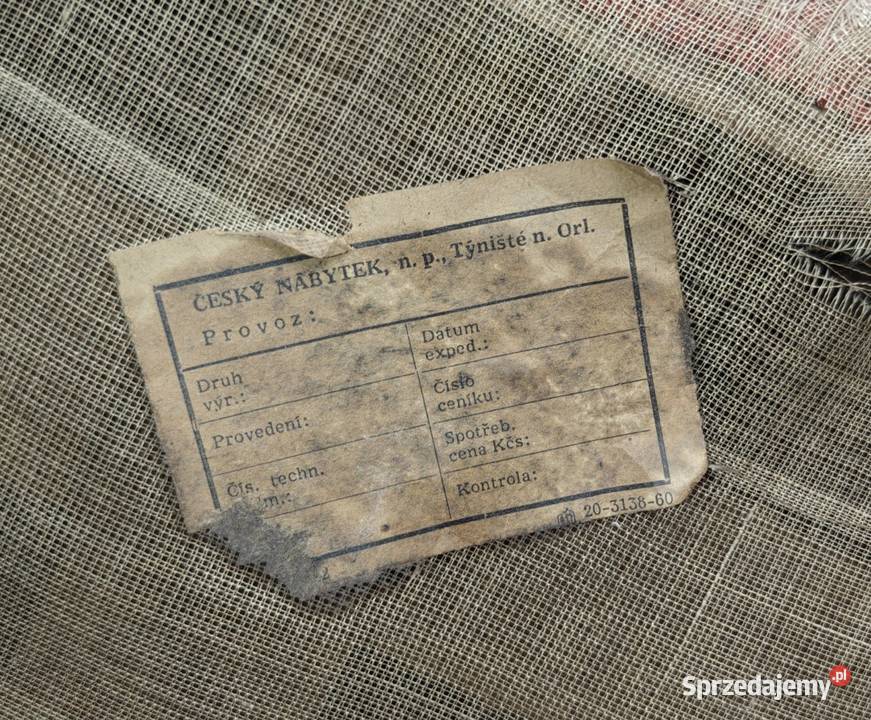 ČESKÝ NÁBYTEK, n. p., Týniště n. Orl.
Provoz:
Druh
výr.:
Datum
exped.:
Provedení:
Číslo
ceníku:
Čís. techn.
Spotřeb.
cena Kčs:
Kontrola:
20-3138-60
Sprzedajemy.pl